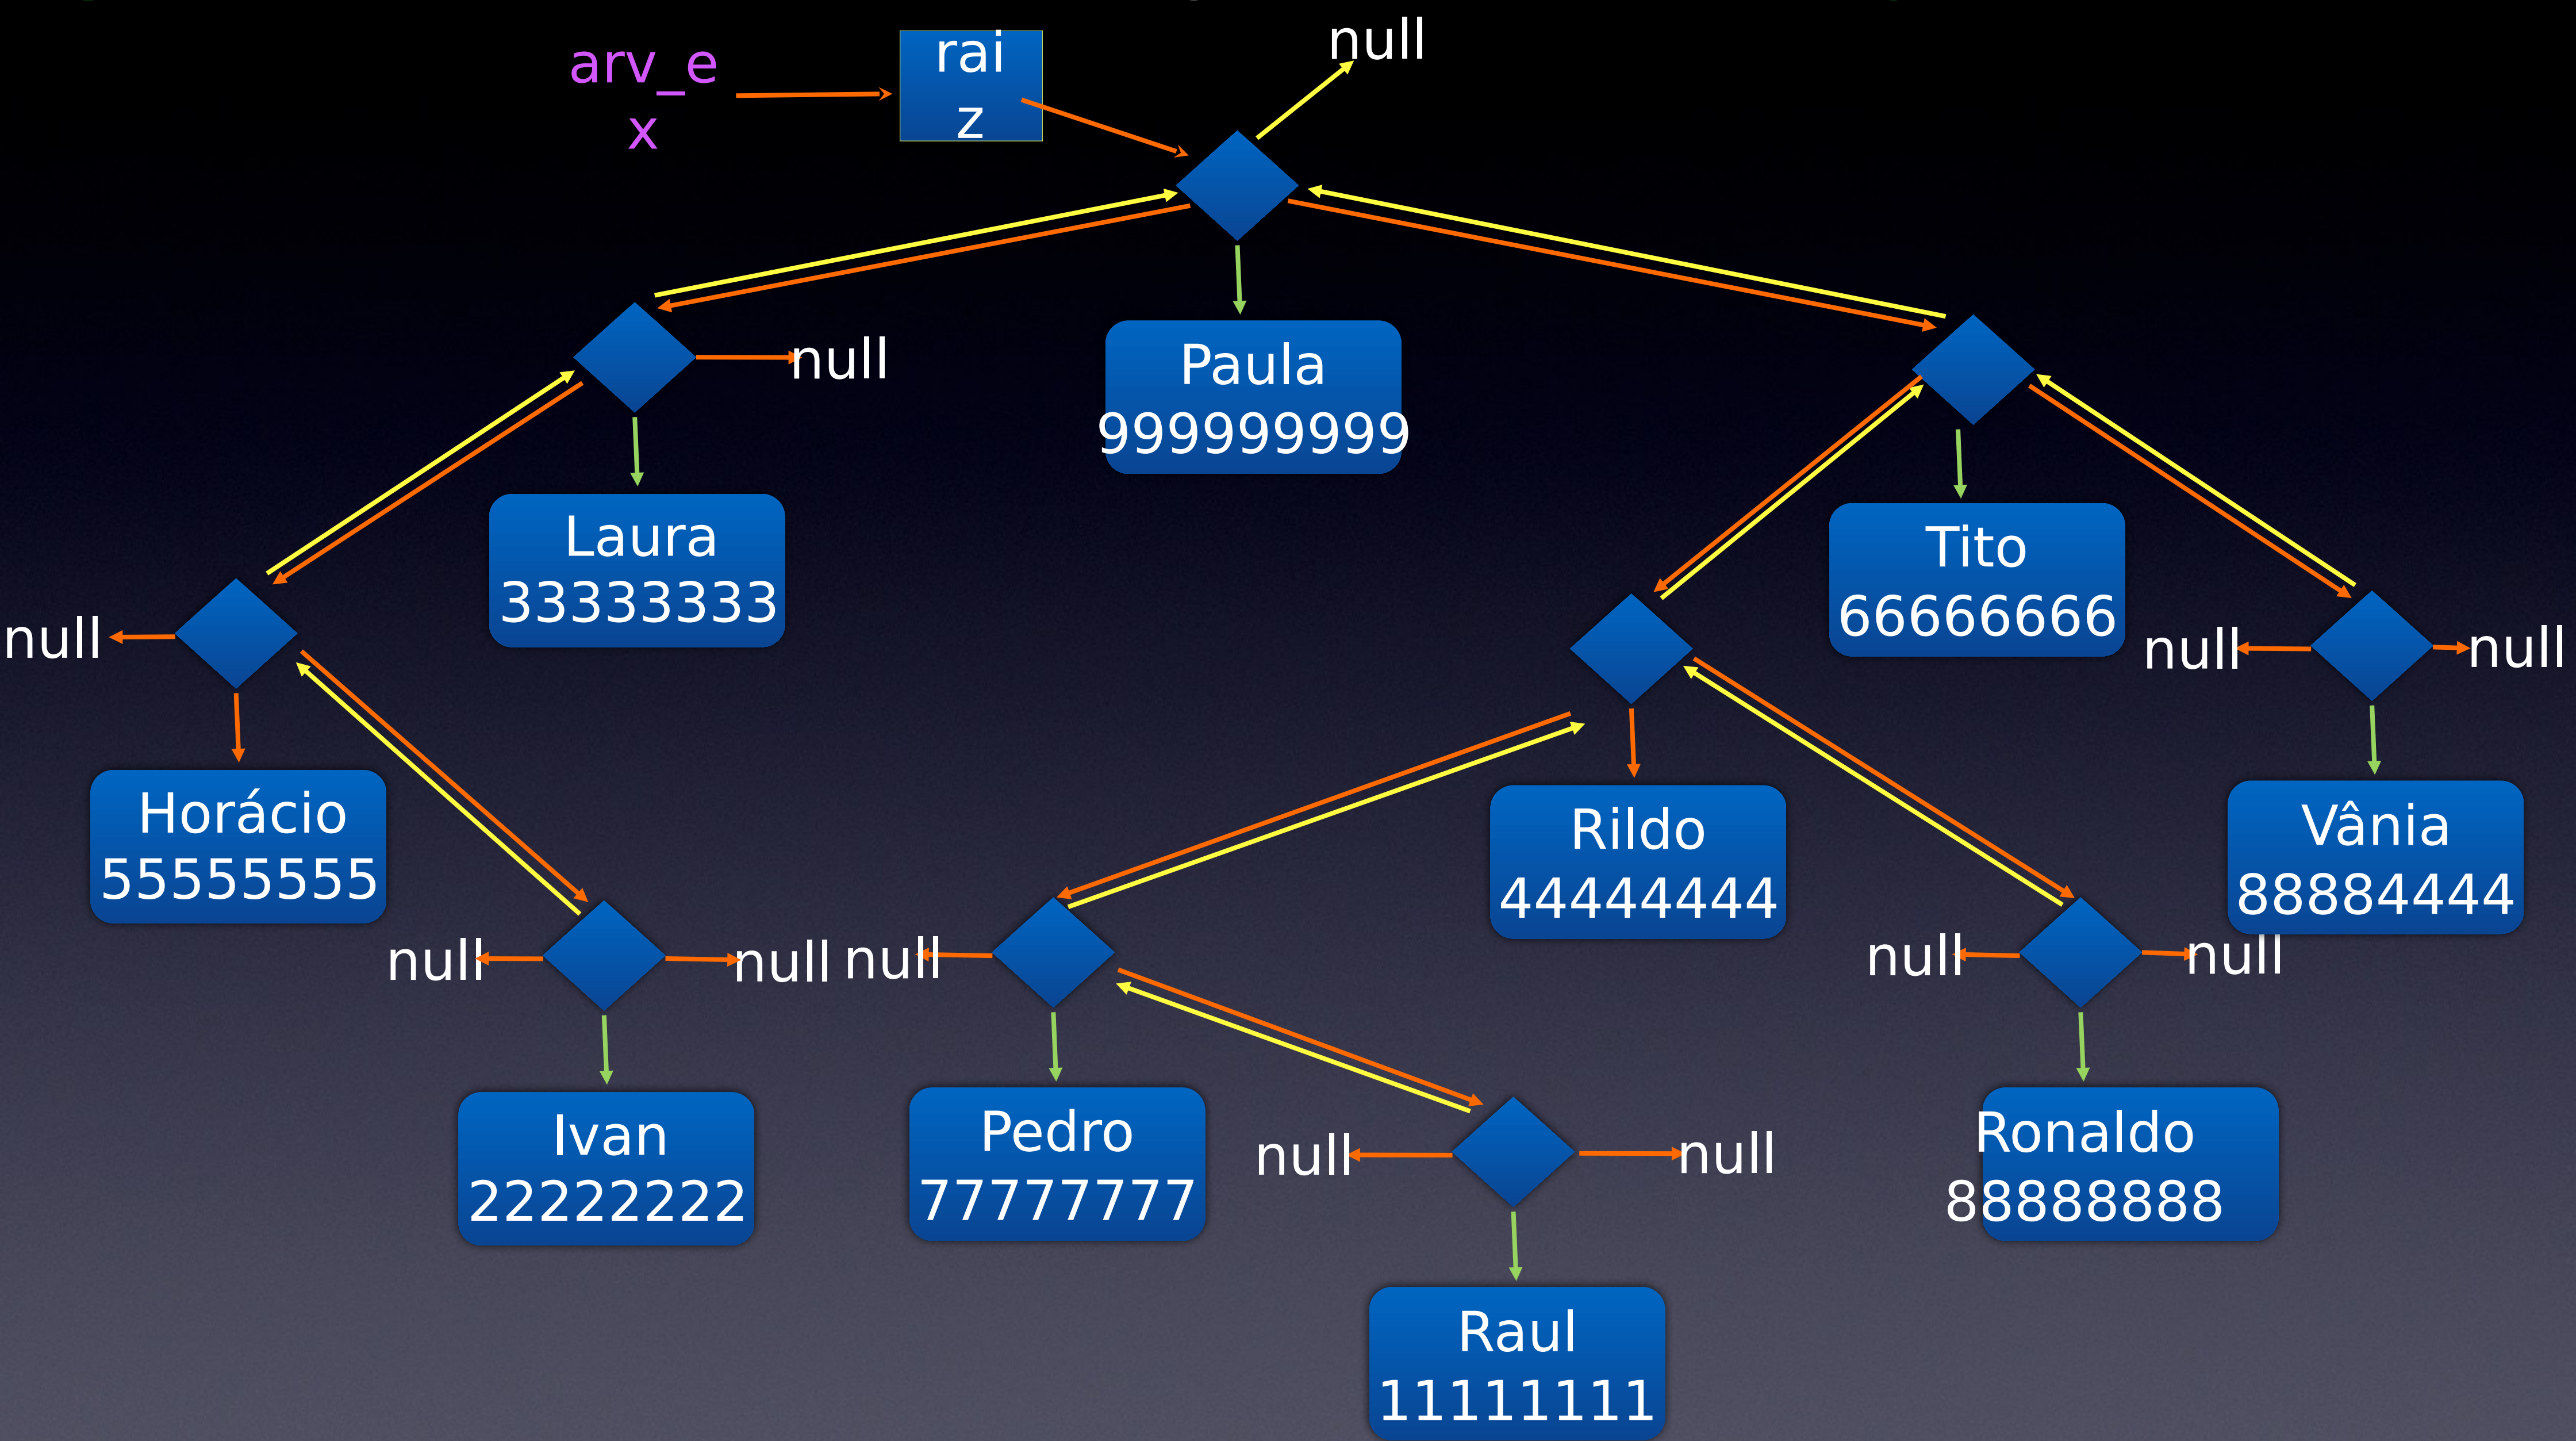 arv_e
x
rai
z
null
null
Paula
999999999
Laura
33333333
Tito
66666666
null
null
null
Horácio
55555555
Rildo
44444444
Vânia
88884444
null
null
null
null
null
Ivan
22222222
Pedro
77777777
null
null
Ronaldo
88888888
Raul
11111111